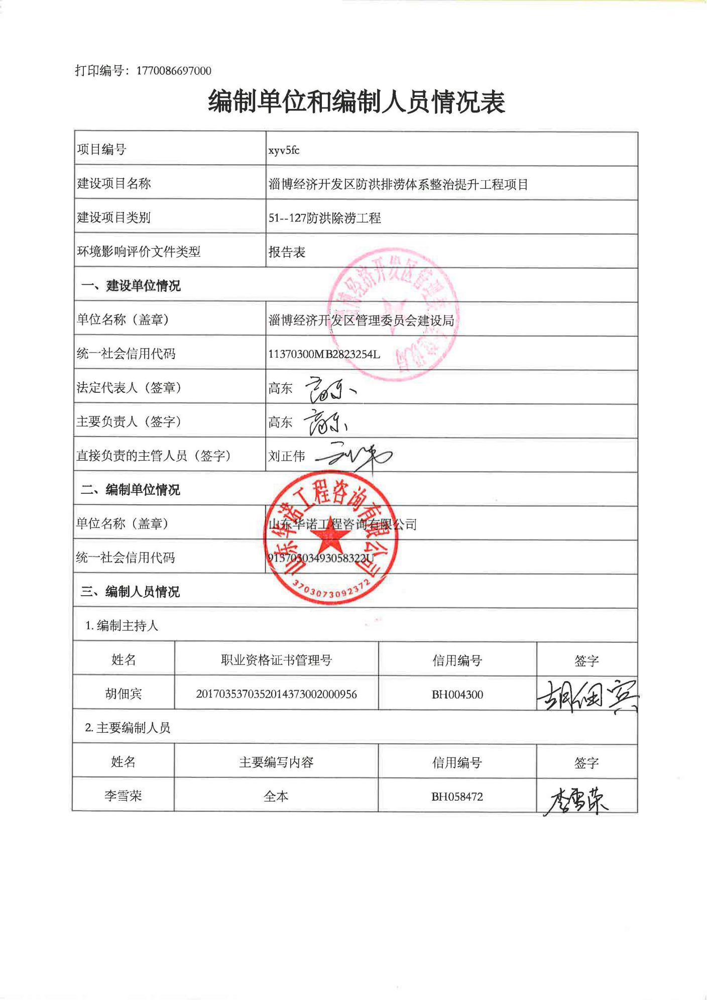 打印编号：1770086697000
编制单位和编制人员情况表
项目编号 xyv5fc
建设项目名称 淄博经济开发区防洪排涝体系整治提升工程项目
建设项目类别 51--127防洪除涝工程
环境影响评价文件类型 报告表
一、建设单位情况
单位名称（盖章） 淄博经济开发区管理委员会建设局
统一社会信用代码 11370300MB2823254L
法定代表人（签章） 高东 高东
主要负责人（签字） 高东 高东
直接负责的主管人员（签字） 刘正伟
二、编制单位情况
山东华诺工程咨询有限公司
单位名称（盖章） 山东华诺工程咨询有限公司
统一社会信用代码 91370303493058322U
3703073092372
三、编制人员情况
1. 编制主持人
姓名 职业资格证书管理号 信用编号 签字
胡佃宾 2017035370352014373002000956 BH004300 胡佃宾
2. 主要编制人员
姓名 主要编写内容 信用编号 签字
李雪荣 全本 BH058472 李雪荣